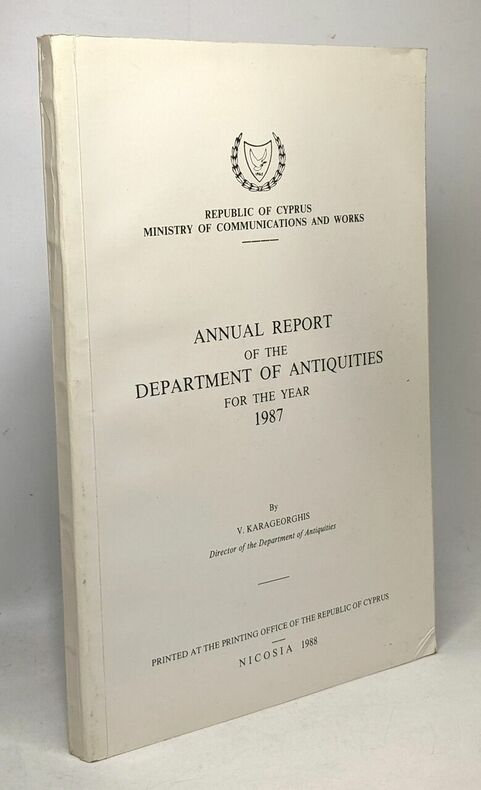 REPUBLIC OF CYPRUS
MINISTRY OF COMMUNICATIONS AND WORKS
ANNUAL REPORT
OF THE
DEPARTMENT OF ANTIQUITIES
FOR THE YEAR
1987
By
V. KARAGEORGHIS
Director of the Department of Antiquities
PRINTED AT THE PRINTING OFFICE OF THE REPUBLIC OF CYPRUS
NICOSIA 1988